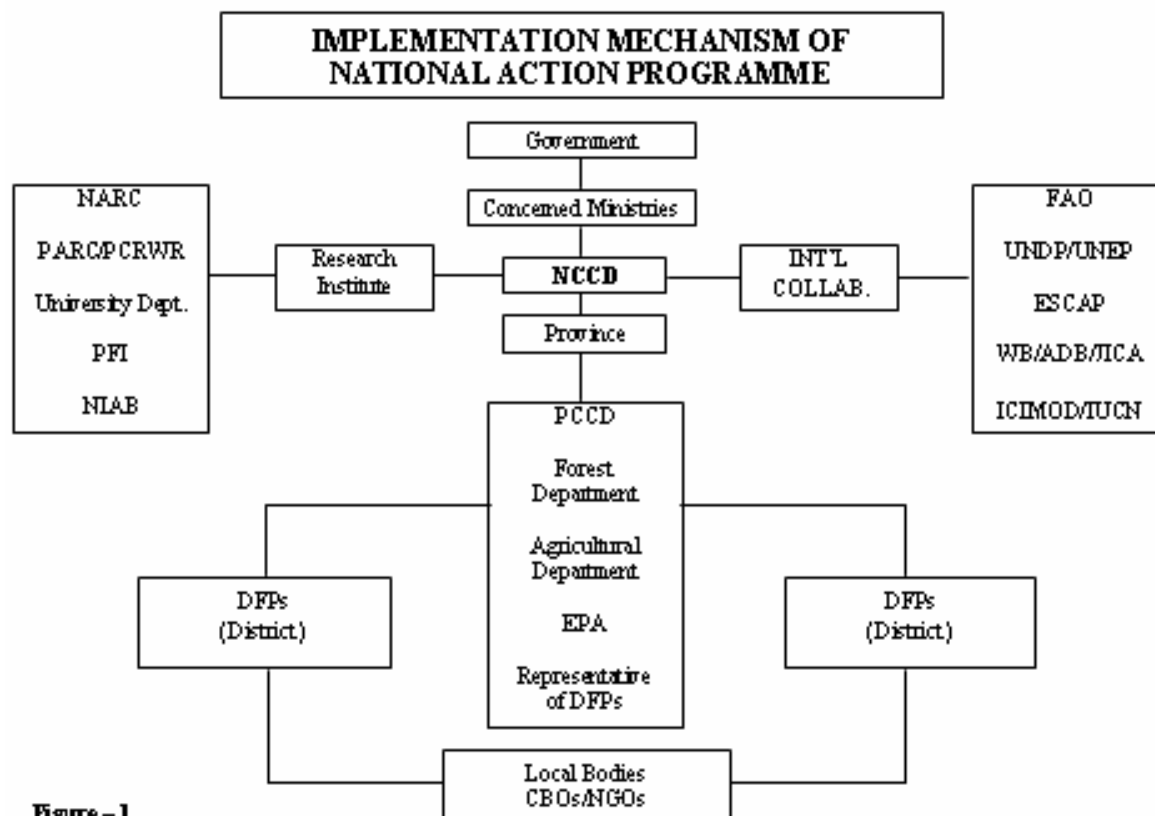 IMPLEMENTATION MECHANISM OF
NATIONAL ACTION PROGRAMME
Government
Concerned Ministries
NARC
PARC/PCRWR
University Dept.
PFI
NIAB
Research
Institute
NCCD
INT'L
COLLAB.
FAO
UNDP/UNEP
ESCAP
WB/ADB/JICA
ICIMOD/IUCN
Province
PCCD
Forest
Department
Agricultural
Department
EPA
Representative
of DFPs
DFPs
(District)
DFPs
(District)
Local Bodies
CBOs/NGOs
Figure – 1